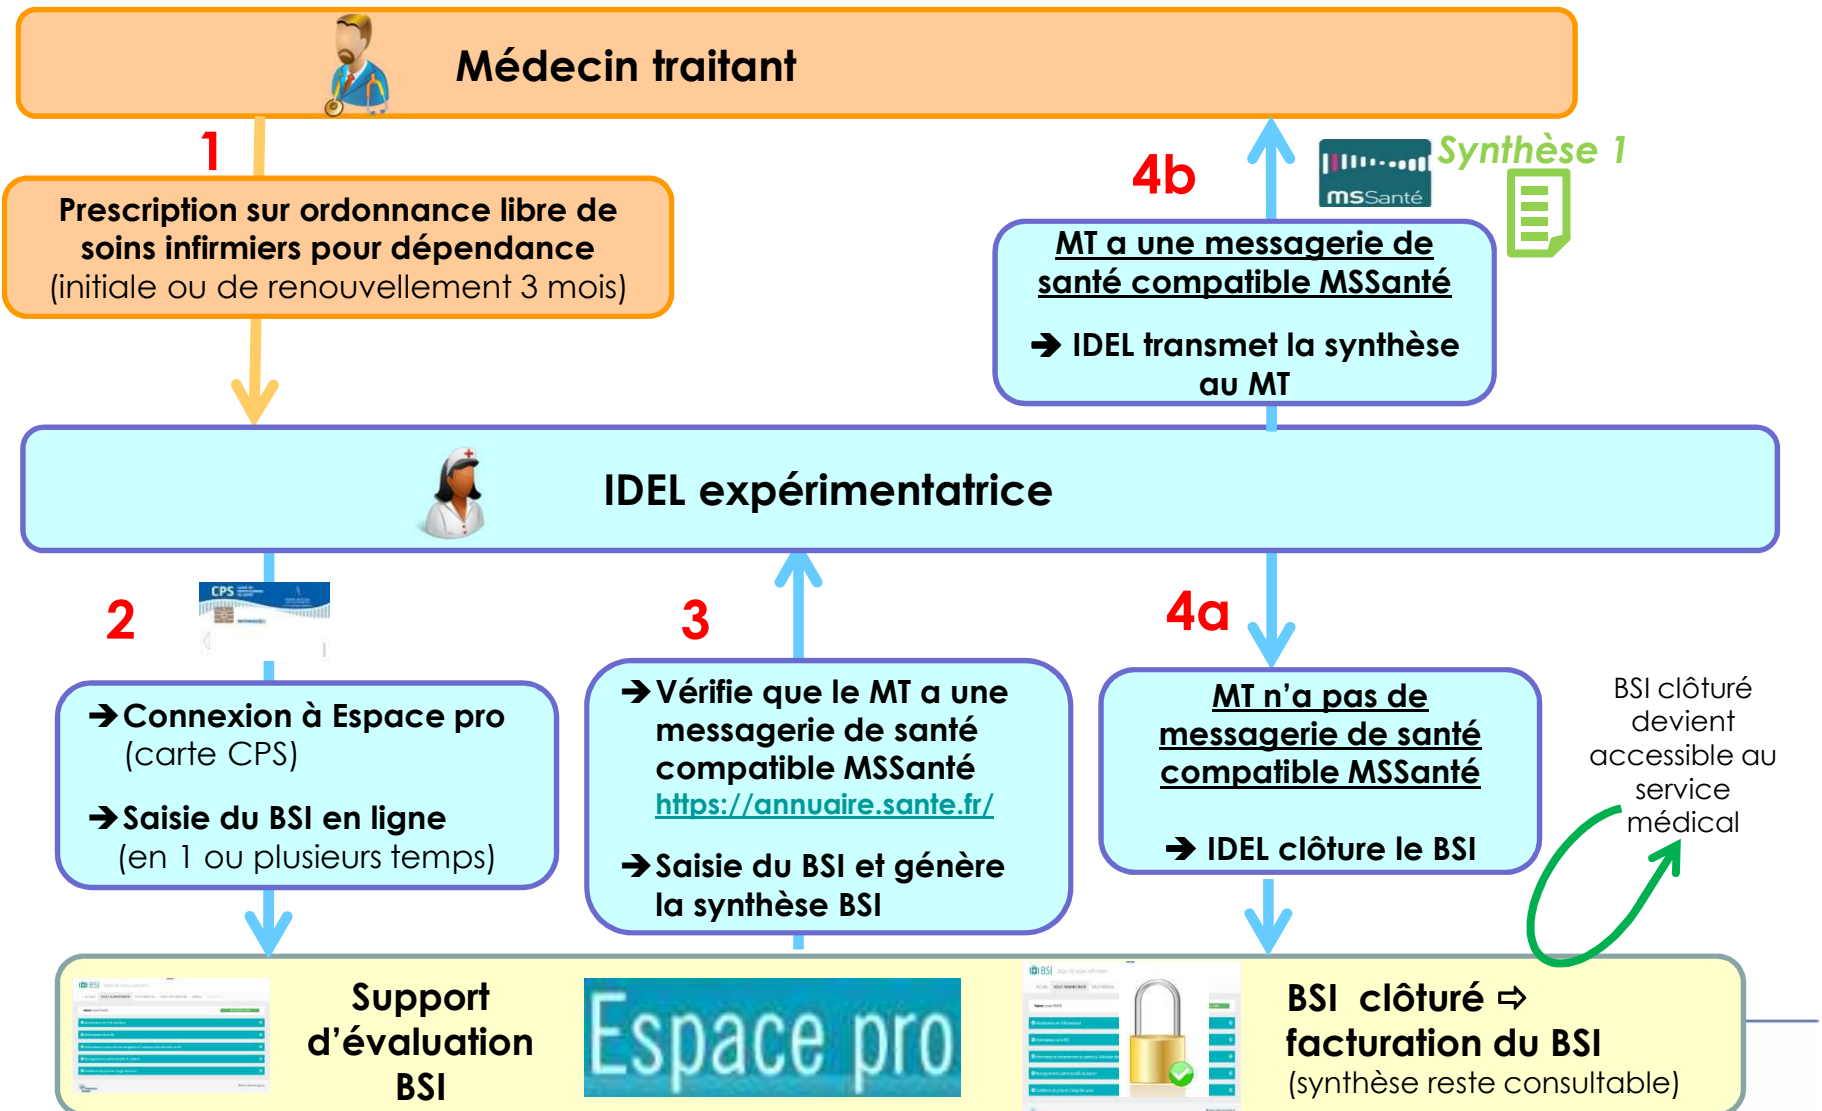 Médecin traitant
1
Prescription sur ordonnance libre de
soins infirmiers pour dépendance
(initiale ou de renouvellement 3 mois)
4b
msSanté
Synthèse 1
MT a une messagerie de
santé compatible MSSanté
➔ IDEL transmet la synthèse
au MT
IDEL expérimentatrice
2
CPS
➔ Connexion à Espace pro
(carte CPS)
➔ Saisie du BSI en ligne
(en 1 ou plusieurs temps)
3
➔ Vérifie que le MT a une
messagerie de santé
compatible MSSanté
https://annuaire.sante.fr/
➔ Saisie du BSI et génère
la synthèse BSI
4a
MT n'a pas de
messagerie de santé
compatible MSSanté
➔ IDEL clôture le BSI
BSI clôturé
devient
accessible au
service
médical
BSI
Support
d'évaluation
BSI
Espace pro
BSI
BSI clôturé ⇨
facturation du BSI
(synthèse reste consultable)